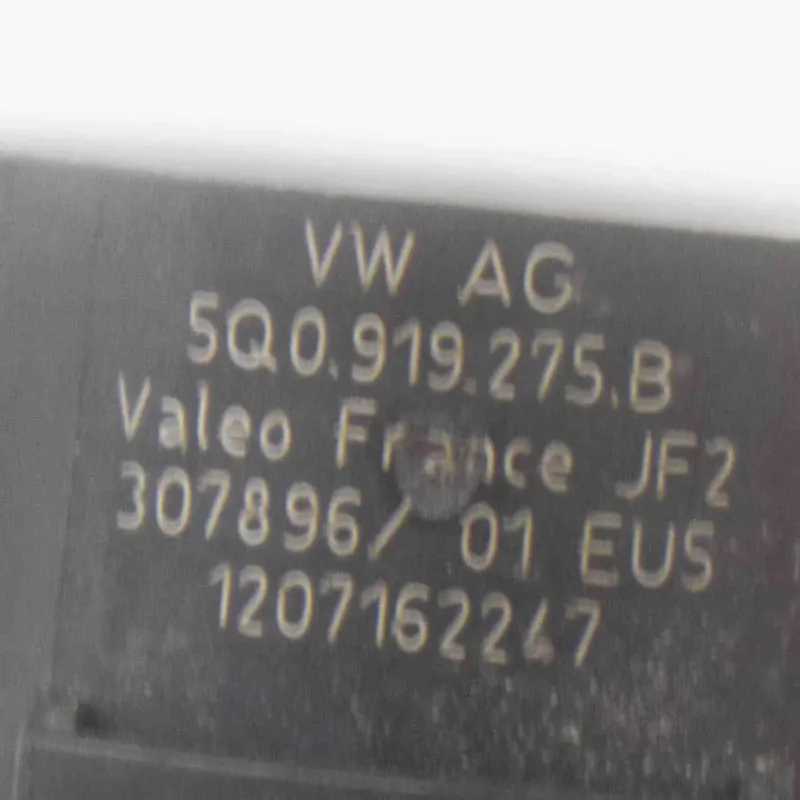 VW AG
5Q0.919.275.B
Valeo France JF2
307896/ 01 EUS
1207162247